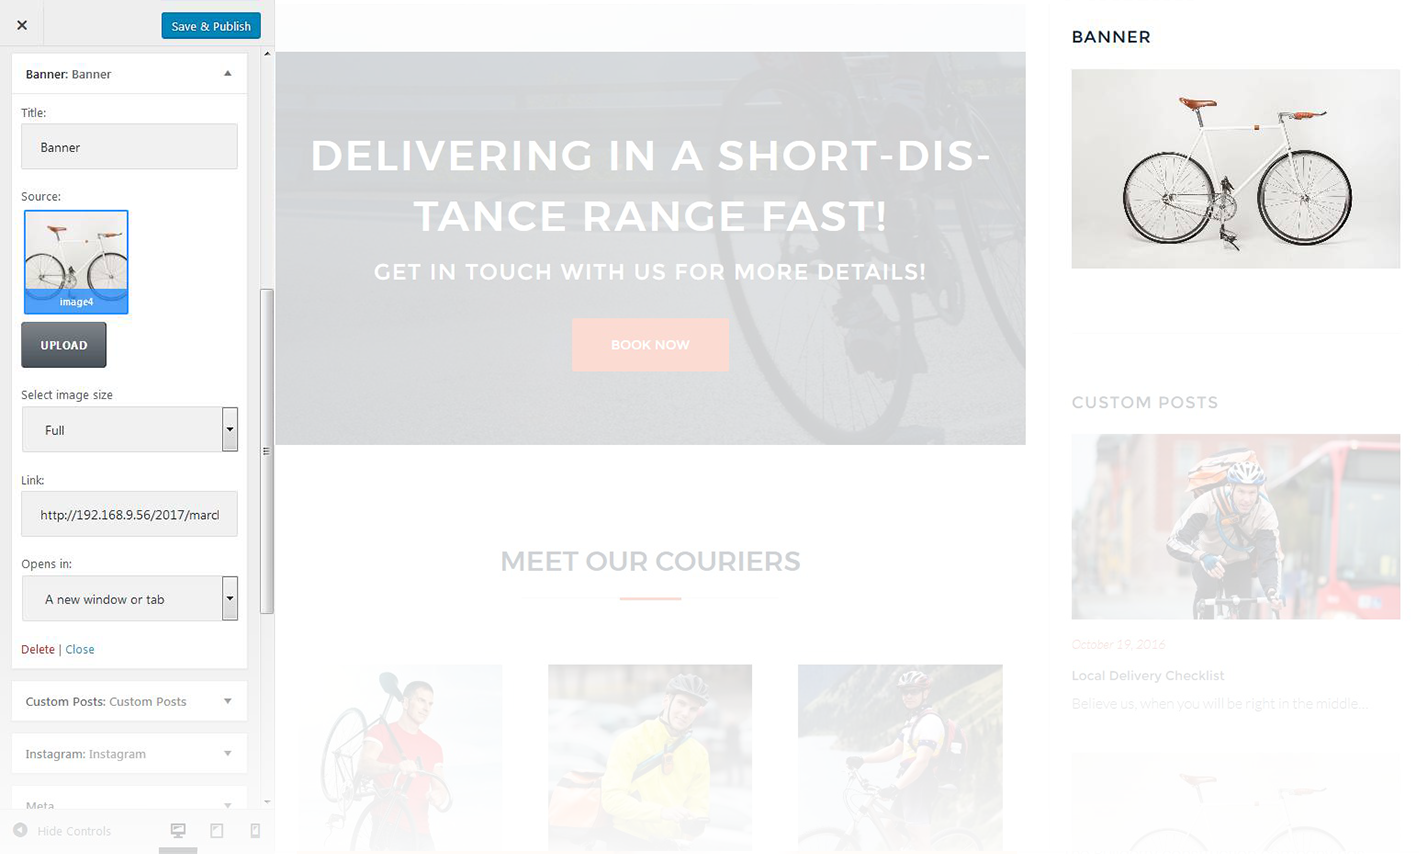 Save & Publish
Banner: Banner
Title:
Banner
Source:
image4
UPLOAD
Select image size
Full
Link:
http://192.168.9.56/2017/marcl
Opens in:
A new window or tab
Delete | Close
Custom Posts: Custom Posts
Instagram: Instagram
Meta
Hide Controls
DELIVERING IN A SHORT-DIS-
TANCE RANGE FAST!
GET IN TOUCH WITH US FOR MORE DETAILS!
BOOK NOW
MEET OUR COURIERS
BANNER
CUSTOM POSTS
October 19, 2016
Local Delivery Checklist
Believe us, when you will be right in the middle...